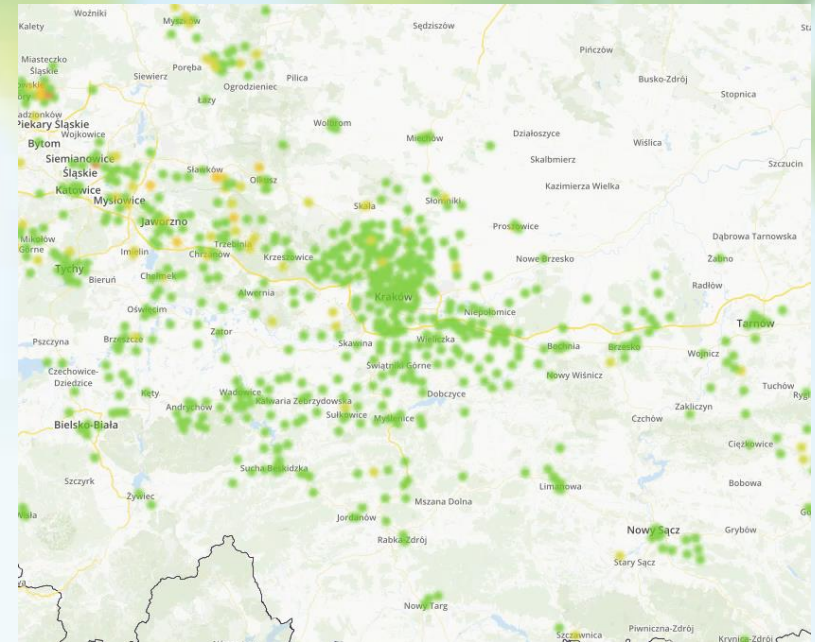 Woźniki
Kalety
Myszków
Sędziszów
Pińczów
Miasteczko
Śląskie
Poręba
Siewierz
Ogrodzieniec
Pilica
Busko-Zdrój
Stopnica
Łazy
Piekary Śląskie
Wojkowice
Wolbrom
Miechów
Działoszyce
Wiślica
Bytom
Siemianowice
Śląskie
Skalbmierz
Szczucin
Sławków
Olkusz
Katowice
Mysłowice
Kazimierza Wielka
Skała
Słomniki
Jaworzno
Proszowice
Dąbrowa Tarnowska
Mikołów
Górne
Imielin
Trzebinia
Chrzanów
Krzeszowice
Nowe Brzesko
Żabno
Tychy
Bieruń
Chełmek
Radłów
Alwernia
Kraków
Oświęcim
Niepołomice
Tarnów
Zator
Pszczyna
Brzeszcze
Skawina
Wieliczka
Bochnia
Brzesko
Wojnicz
Świątniki Górne
Czechowice-
Dziedzice
Nowy Wiśnicz
Tuchów
Kęty
Wadowice
Kalwaria Zebrzydowska
Dobczyce
Andrychów
Sułkowice
Myślenice
Zakliczyn
Czchów
Bielsko-Biała
Ciężkowice
Sucha Beskidzka
Szczyrk
Limanowa
Bobowa
Żywiec
Mszana Dolna
Jordanów
Rabka-Zdrój
Nowy Sącz
Grybów
Stary Sącz
Nowy Targ
Szczawnica
Piwniczna-Zdrój
Krynica-Zdrój